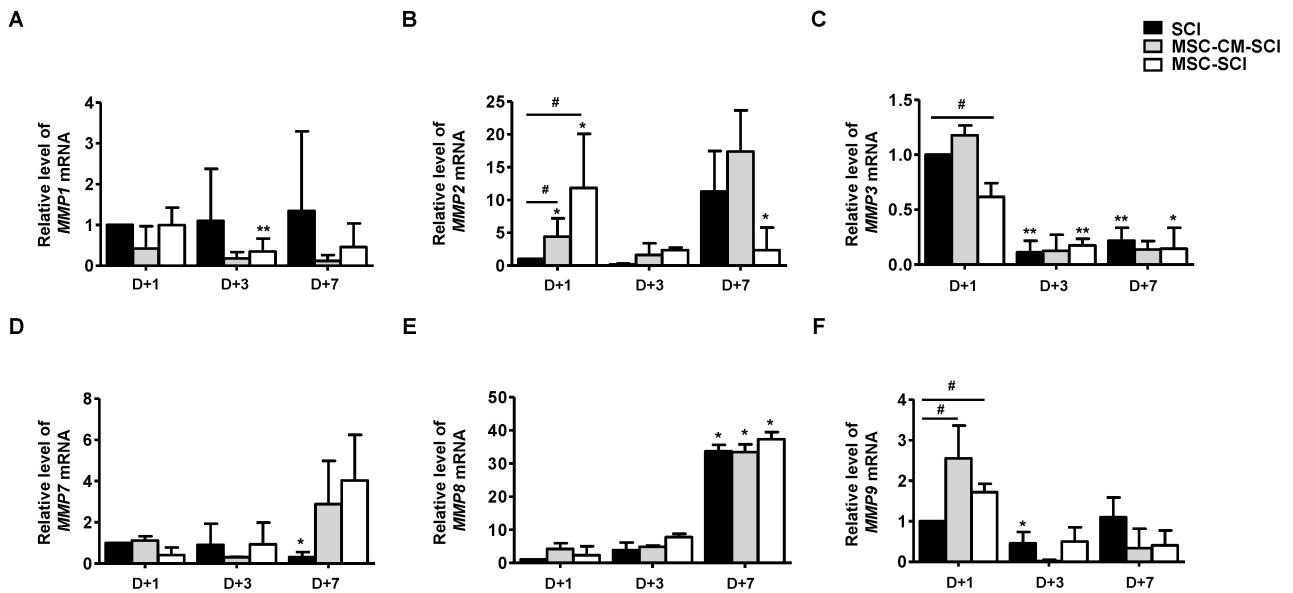 A
B
C
SCI
MSC-CM-SCI
MSC-SCI
Relative level of
MMP1 mRNA
4
3
2
1
0
**
D+1
D+3
D+7
Relative level of
MMP2 mRNA
25
20
15
10
5
0
#
#
*
*
*
D+1
D+3
D+7
Relative level of
MMP3 mRNA
1.5
1.0
0.5
0.0
#
**
**
**
*
D+1
D+3
D+7
D
E
F
Relative level of
MMP7 mRNA
8
6
4
2
0
*
D+1
D+3
D+7
Relative level of
MMP8 mRNA
50
40
30
20
10
0
*
*
*
D+1
D+3
D+7
Relative level of
MMP9 mRNA
4
3
2
1
0
#
#
*
D+1
D+3
D+7